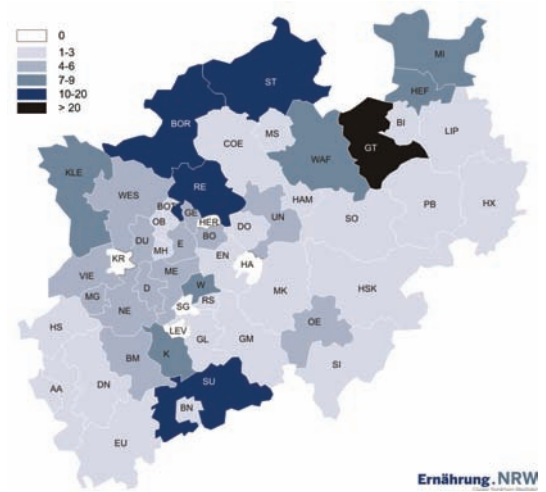 0
1-3
4-6
7-9
10-20
> 20
MI
ST
HEF
BOR
MS
BI
LIP
COE
GT
WAF
KLE
RE
WES
HAM
PB
HX
BOT
GE
UN
SO
OB
HER
DO
DU
BO
E
MH
EN
HA
KR
VIE
ME
HSK
MG
D
W
MK
NE
SG
RS
OE
HS
LEV
GL
GM
K
BM
SI
AA
DN
SU
BN
EU
Ernährung.NRW